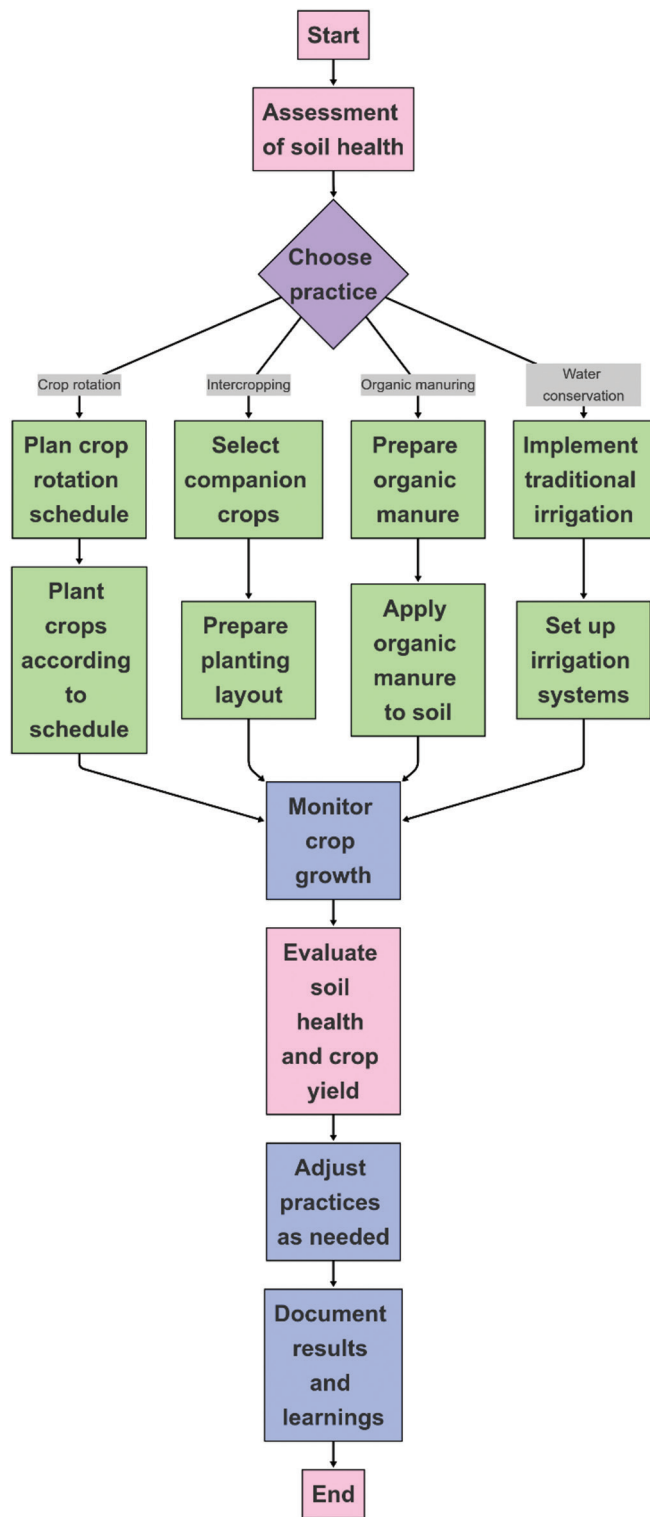 Start
Assessment
of soil health
Choose
practice
Crop rotation
Intercropping
Organic manuring
Water
conservation
Plan crop
rotation
schedule
Select
companion
crops
Prepare
organic
manure
Implement
traditional
irrigation
Plant
crops
according
to
schedule
Prepare
planting
layout
Apply
organic
manure
to soil
Set up
irrigation
systems
Monitor
crop
growth
Evaluate
soil
health
and crop
yield
Adjust
practices
as needed
Document
results
and
learnings
End